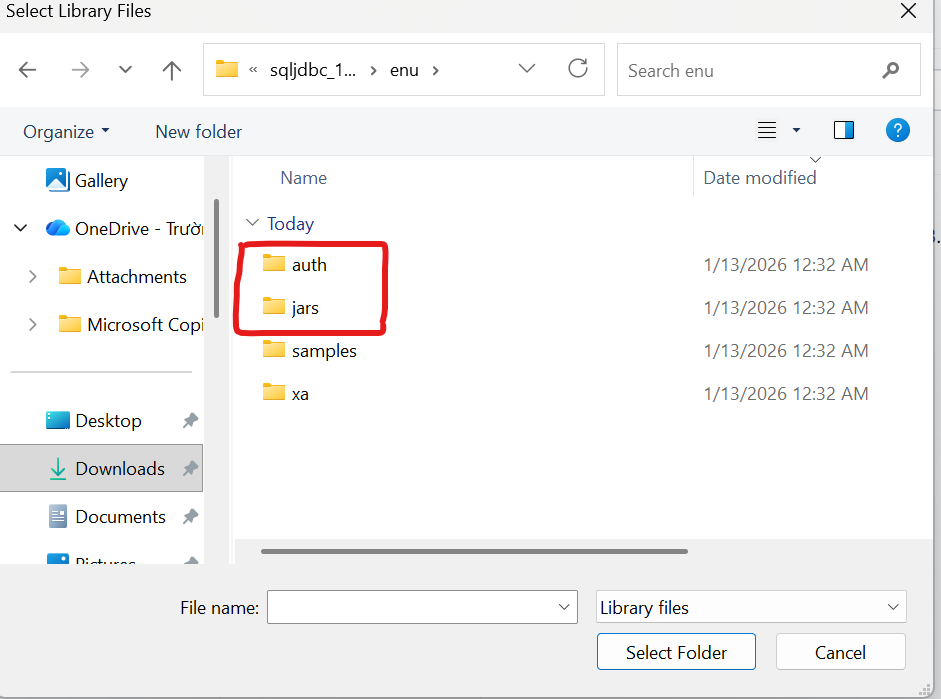 Select Library Files
« sqljdbc_1... › enu ›
Search enu
Organize
New folder
Gallery
OneDrive - Trườ
Attachments
Microsoft Copi
Desktop
Downloads
Documents
Pictures
Name
Date modified
Today
auth 1/13/2026 12:32 AM
jars 1/13/2026 12:32 AM
samples 1/13/2026 12:32 AM
xa 1/13/2026 12:32 AM
File name:
Library files
Select Folder
Cancel